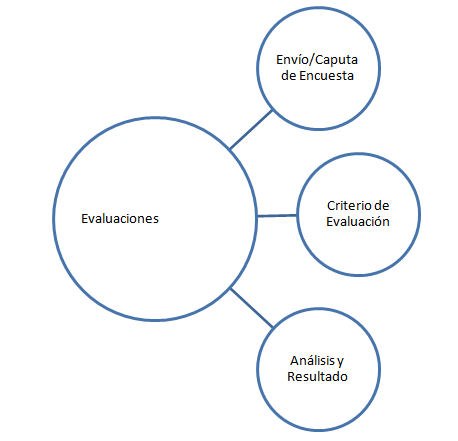 Envío/Caputa
de Encuesta
Evaluaciones
Criterio de
Evaluación
Análisis y
Resultado